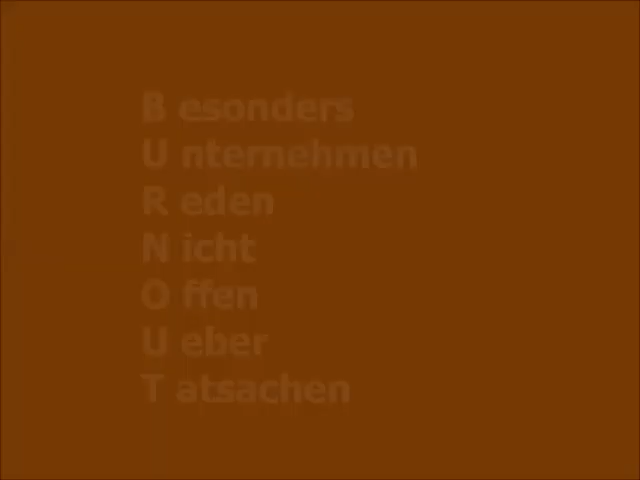 B esonders
U nternehmen
R eden
N icht
O ffen
U eber
T atsachen